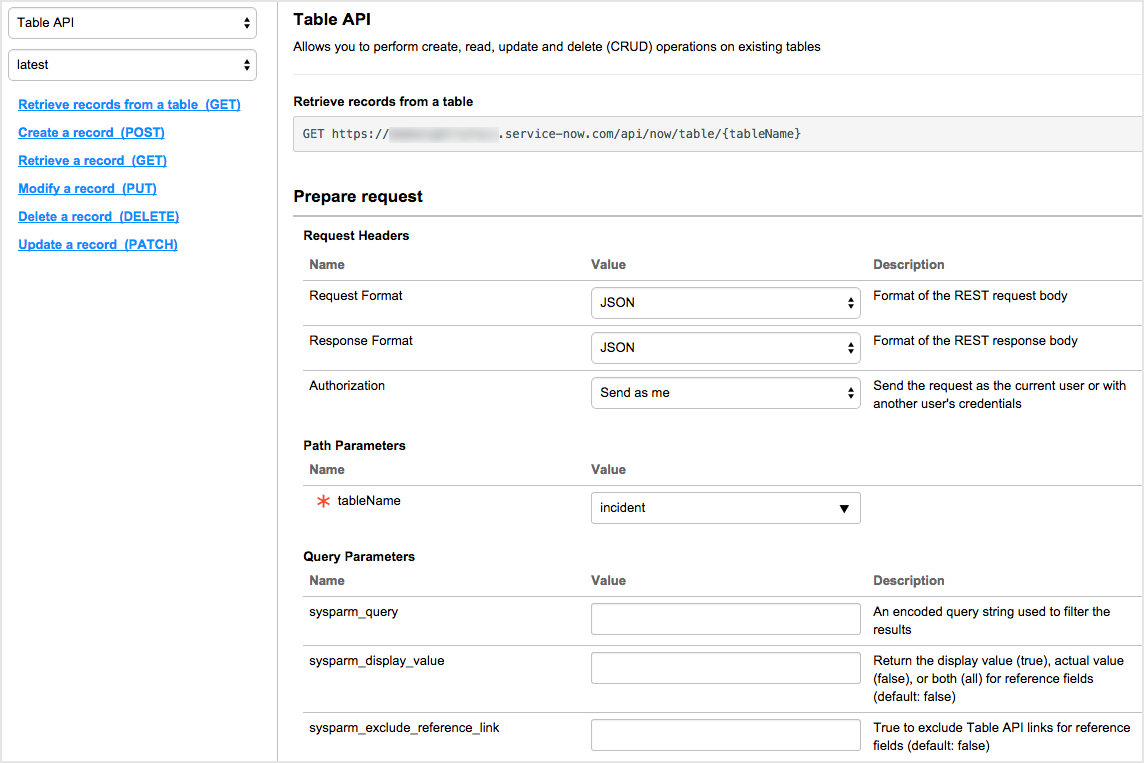 Table API
latest
Retrieve records from a table (GET)
Create a record (POST)
Retrieve a record (GET)
Modify a record (PUT)
Delete a record (DELETE)
Update a record (PATCH)
Table API
Allows you to perform create, read, update and delete (CRUD) operations on existing tables
Retrieve records from a table
GET https://.service-now.com/api/now/table/{tableName}
Prepare request
Request Headers
Name Value Description
Request Format JSON Format of the REST request body
Response Format JSON Format of the REST response body
Authorization Send as me Send the request as the current user or with
another user's credentials
Path Parameters
Name Value
tableName incident
Query Parameters
Name Value Description
sysparm_query An encoded query string used to filter the
results
sysparm_display_value Return the display value (true), actual value
(false), or both (all) for reference fields
(default: false)
sysparm_exclude_reference_link True to exclude Table API links for reference
fields (default: false)